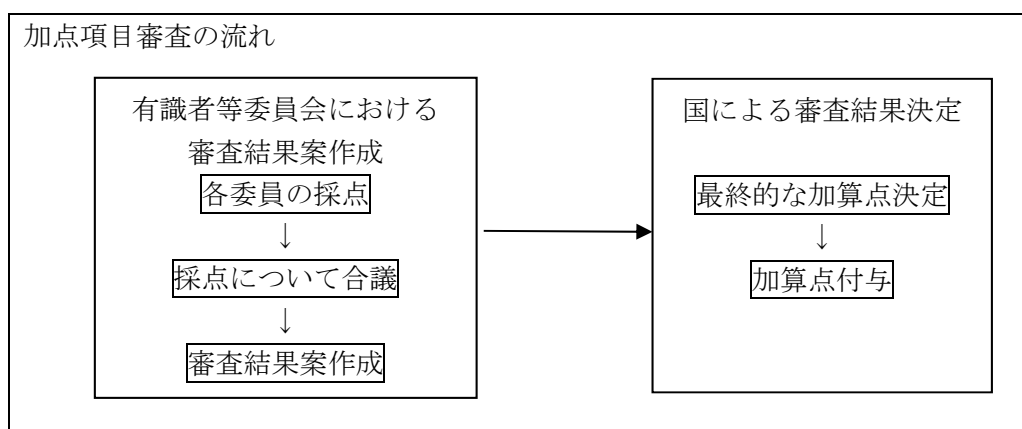 加点項目審査の流れ
有識者等委員会における
審査結果案作成
各委員の採点
↓
採点について合議
↓
審査結果案作成
国による審査結果決定
最終的な加算点決定
↓
加算点付与